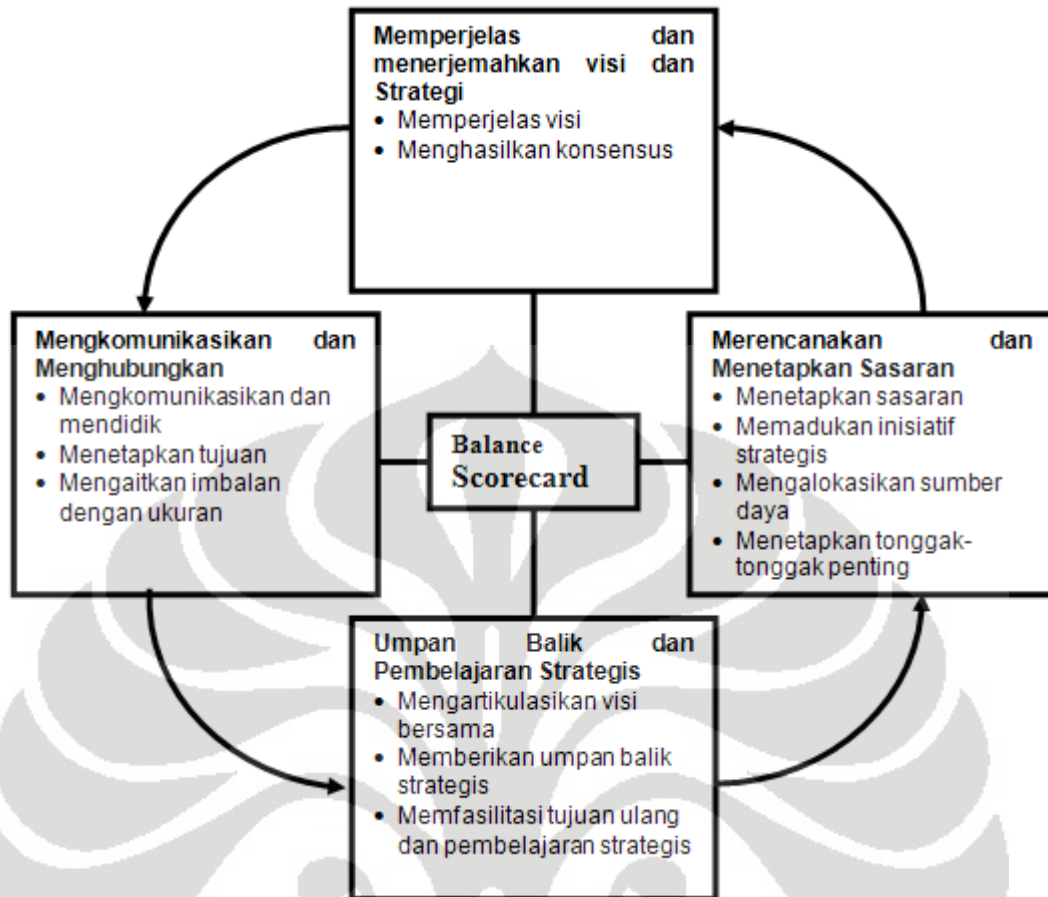 Memperjelas dan
menerjemahkan visi dan
Strategi
• Memperjelas visi
• Menghasilkan konsensus
Mengkomunikasikan dan
Menghubungkan
• Mengkomunikasikan dan
mendidik
• Menetapkan tujuan
• Mengaitkan imbalan
dengan ukuran
Balance
Scorecard
Merencanakan dan
Menetapkan Sasaran
• Menetapkan sasaran
• Memadukan inisiatif
strategis
• Mengalokasikan sumber
daya
• Menetapkan tonggak-
tonggak penting
Umpan Balik dan
Pembelajaran Strategis
• Mengartikulasikan visi
bersama
• Memberikan umpan balik
strategis
• Memfasilitasi tujuan ulang
dan pembelajaran strategis